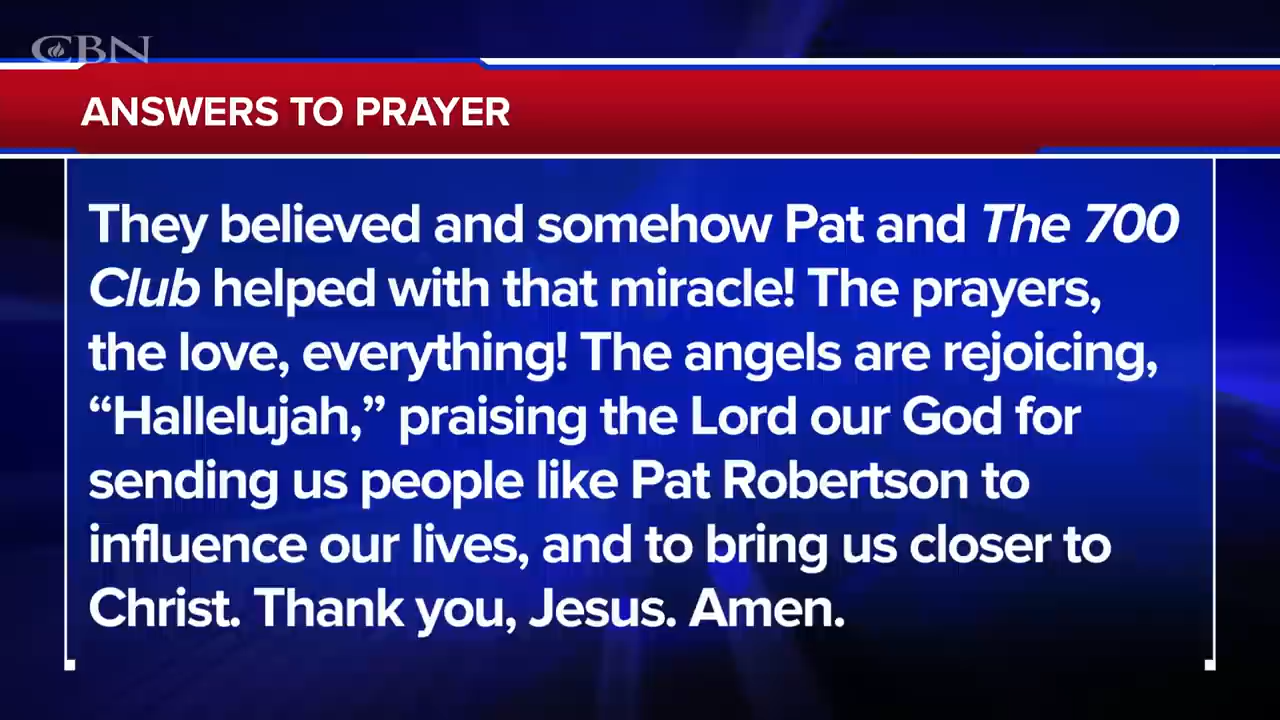 CBN
ANSWERS TO PRAYER
They believed and somehow Pat and The 700
Club helped with that miracle! The prayers,
the love, everything! The angels are rejoicing,
“Hallelujah,” praising the Lord our God for
sending us people like Pat Robertson to
influence our lives, and to bring us closer to
Christ. Thank you, Jesus. Amen.